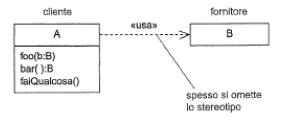 cliente
fornitore
«usa»
A
B
foo(b:B)
bar( ):B
faiQualcosa()
spesso si omette
lo stereotipo